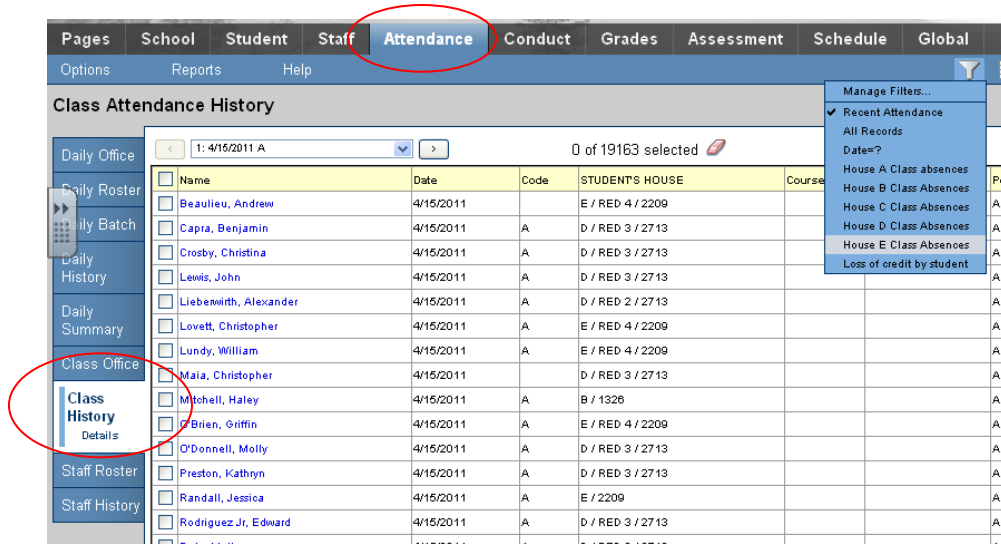 Pages School Student Staff Attendance Conduct Grades Assessment Schedule Global
Options Reports Help
Class Attendance History
Manage Filters...
Recent Attendance
All Records
Date=?
House A Class absences
House B Class Absences
House C Class Absences
House D Class Absences
House E Class Absences
Loss of credit by student
Daily Office
Daily Roster
Daily Batch
Daily
History
Daily
Summary
Class Office
Class
History
Details
Staff Roster
Staff History
1: 4/15/2011 A 0 of 19163 selected
Name Date Code STUDENT'S HOUSE Course
Beaulieu, Andrew 4/15/2011 E / RED 4 / 2209 A
Capra, Benjamin 4/15/2011 A D / RED 3 / 2713 A
Crosby, Christina 4/15/2011 A D / RED 3 / 2713 A
Lewis, John 4/15/2011 A D / RED 3 / 2713 A
Lieberwirth, Alexander 4/15/2011 A D / RED 2 / 2713 A
Lovett, Christopher 4/15/2011 A E / RED 4 / 2209 A
Lundy, William 4/15/2011 A E / RED 4 / 2209 A
Maia, Christopher 4/15/2011 D / RED 3 / 2713 A
Mitchell, Haley 4/15/2011 A B / 1326 A
O'Brien, Griffin 4/15/2011 A E / RED 4 / 2209 A
O'Donnell, Molly 4/15/2011 A D / RED 3 / 2713 A
Preston, Kathryn 4/15/2011 A D / RED 3 / 2713 A
Randall, Jessica 4/15/2011 A E / 2209 A
Rodriguez Jr, Edward 4/15/2011 A D / RED 3 / 2713 A